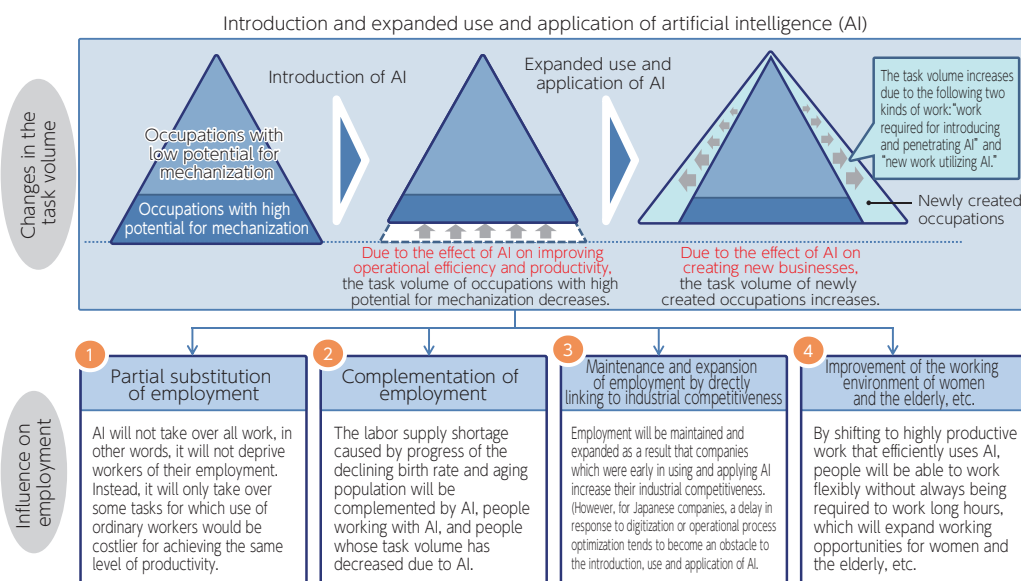 Introduction and expanded use and application of artificial intelligence (AI)
Changes in the
task volume
Introduction of AI
Expanded use and
application of AI
Occupations with
low potential for
mechanization
Occupations with high
potential for mechanization
The task volume increases
due to the following two
kinds of work:"work
required for introducing
and penetrating AI" and
"new work utilizing AI."
Newly created
occupations
Due to the effect of AI on improving
operational efficiency and productivity,
the task volume of occupations with high
potential for mechanization decreases.
Due to the effect of AI on
creating new businesses,
the task volume of newly
created occupations increases.
Influence on
employment
1
Partial substitution
of employment
AI will not take over all work, in
other words, it will not deprive
workers of their employment.
Instead, it will only take over
some tasks for which use of
ordinary workers would be
costlier for achieving the same
level of productivity.
2
Complementation of
employment
The labor supply shortage
caused by progress of the
declining birth rate and aging
population will be
complemented by AI, people
working with AI, and people
whose task volume has
decreased due to AI.
3
Maintenance and expansion
of employment by directly
linking to industrial competitiveness
Employment will be maintained and
expanded as a result that companies
which were early in using and applying AI
increase their industrial competitiveness.
(However, for Japanese companies, a delay in
response to digitization or operational process
optimization tends to become an obstacle to
the introduction, use and application of AI.
4
Improvement of the working
environment of women
and the elderly, etc.
By shifting to highly productive
work that efficiently uses AI,
people will be able to work
flexibly without always being
required to work long hours,
which will expand working
opportunities for women and
the elderly, etc.